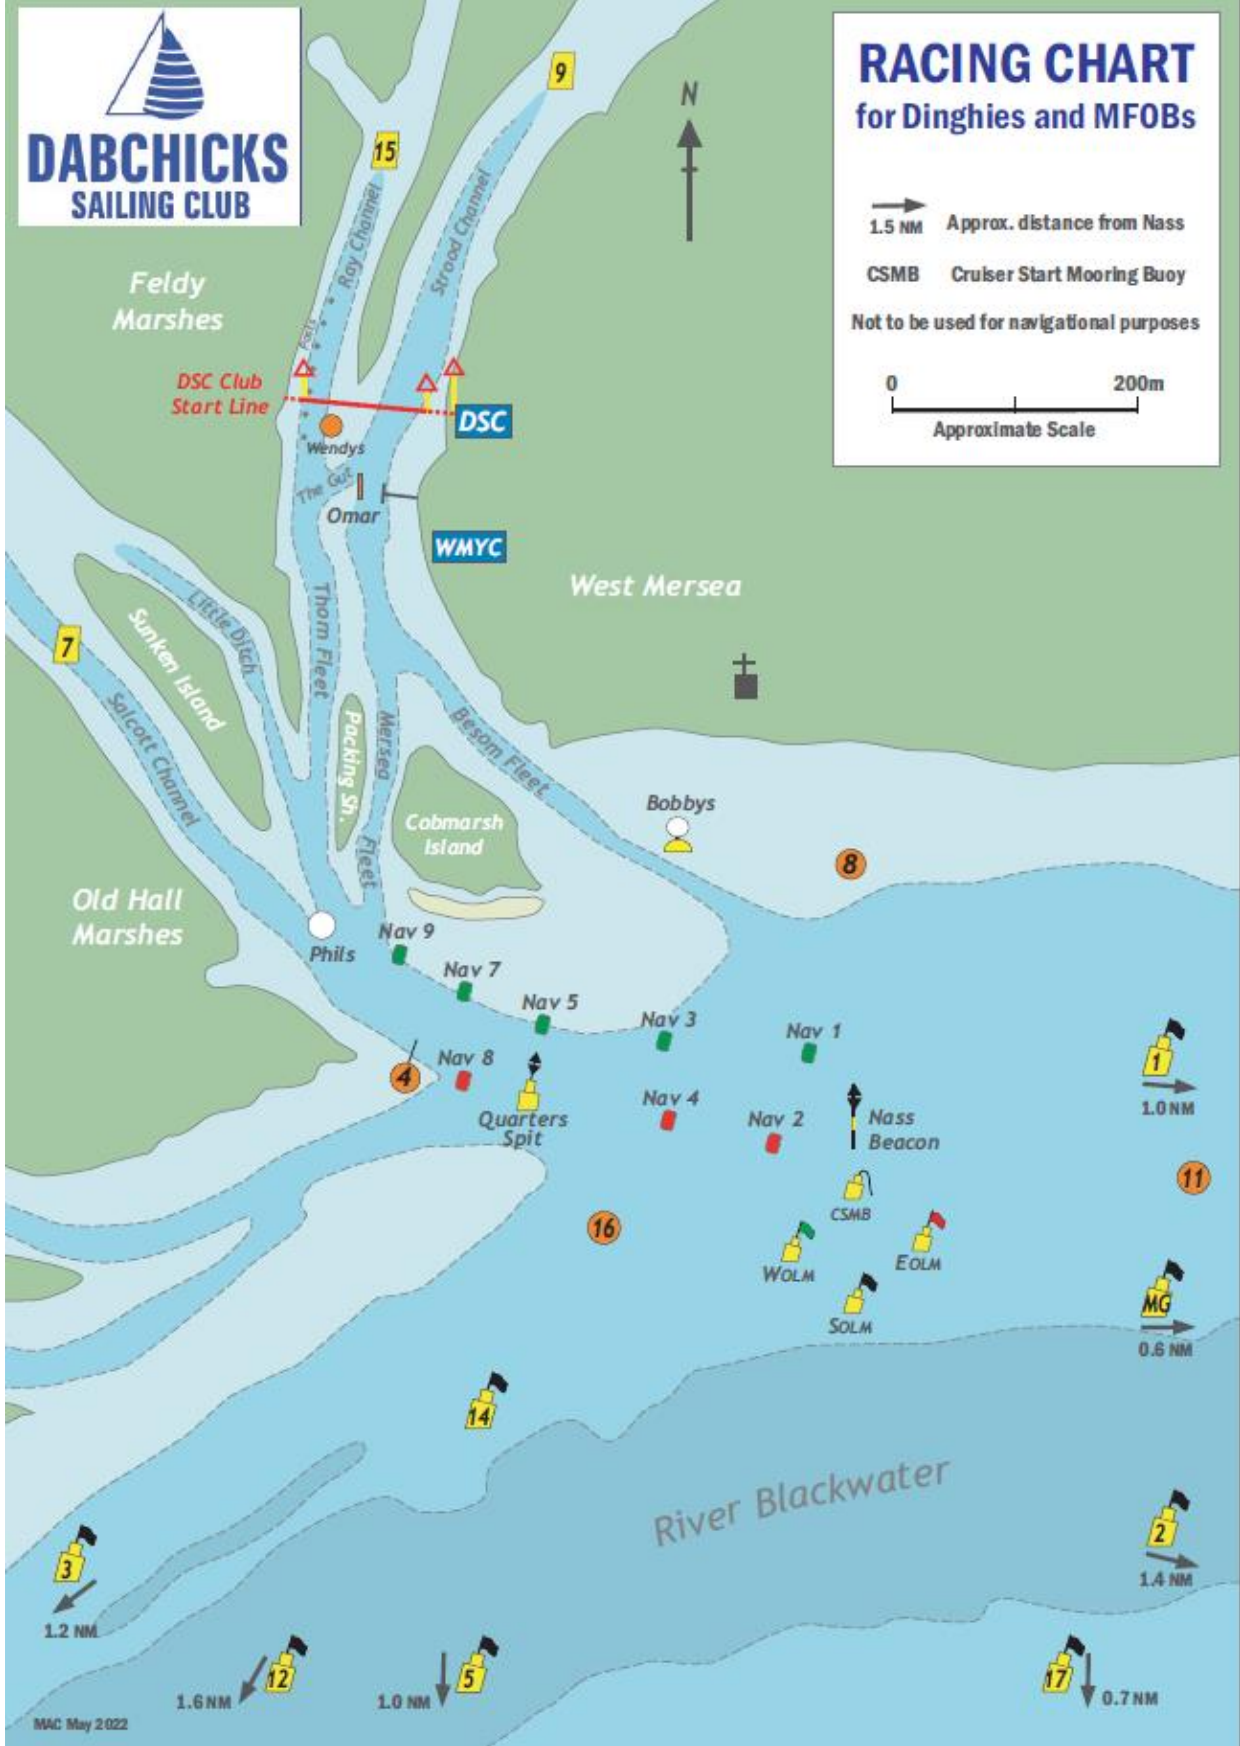 DABCHICKS
SAILING CLUB
RACING CHART
for Dinghies and MFOBs
1.5 NM Approx. distance from Nass
CSMB Cruiser Start Mooring Buoy
Not to be used for navigational purposes
0 200m
Approximate Scale
N
9
15
Ray Channel
Strood Channel
Feldy
Marshes
Posts
DSC Club
Start Line
DSC
Wendys
The Gut
Omar
WMYC
West Mersea
7
Sunken Island
Little Ditch
Thorn Fleet
Salcott Channel
Packing Sh.
Mersea
Fleet
Besom Fleet
Cobmarsh
Island
Bobbys
8
Old Hall
Marshes
Phils
Nav 9
Nav 7
Nav 5
Nav 3
Nav 1
1
1.0 NM
4
Nav 8
Quarters
Spit
Nav 4
Nav 2
Nass
Beacon
11
CSMB
16
WOLM
EOLM
SOLM
MG
0.6 NM
14
River Blackwater
2
1.4 NM
3
1.2 NM
12
1.6 NM
5
1.0 NM
17
0.7 NM
MAC May 2022